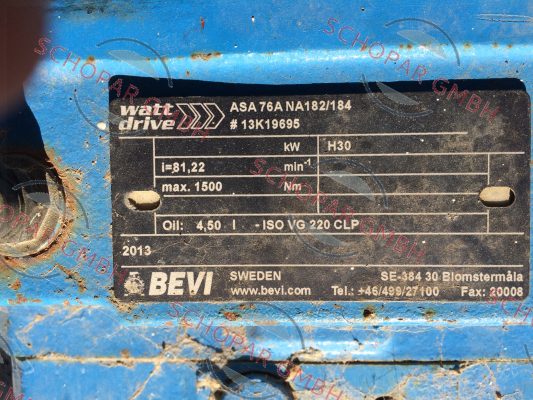 watt drive ASA 76A NA182/184
# 13K19695
kW H30
i=81,22 min-1
max. 1500 Nm
Oil: 4,50 l - ISO VG 220 CLP
2013
BEVI SWEDEN SE-384 30 Blomstermåla
www.bevi.com Tel.: +46/499/27100 Fax: 20008
SCHOPAR GMBH
SCHOPAR GMBH
SCHOPAR GMBH
SCHOPAR GMBH
SCHOPAR GMBH